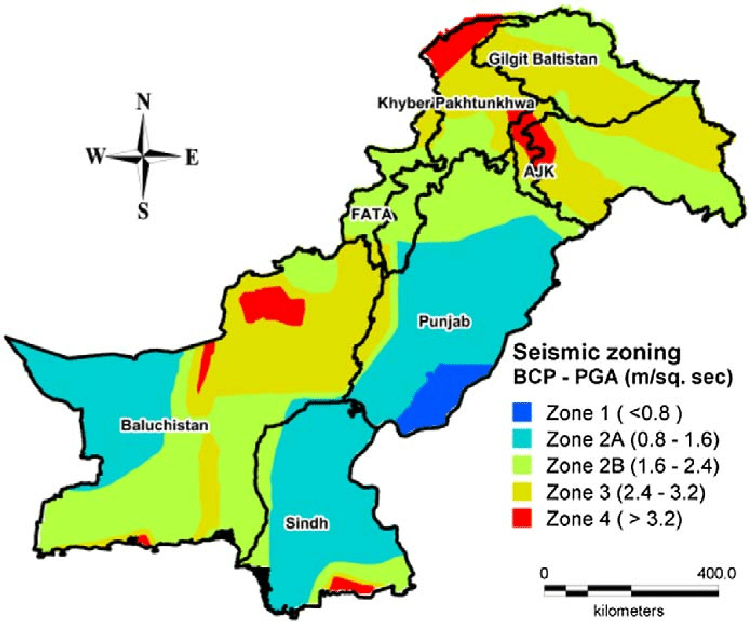 Gilgit Baltistan
Khyber Pakhtunkhwa
N
W E
S
AJK
FATA
Punjab
Baluchistan
Sindh
Seismic zoning
BCP - PGA (m/sq. sec)
Zone 1 ( <0.8 )
Zone 2A (0.8 - 1.6)
Zone 2B (1.6 - 2.4)
Zone 3 (2.4 - 3.2)
Zone 4 ( > 3.2)
0 400.0
kilometers